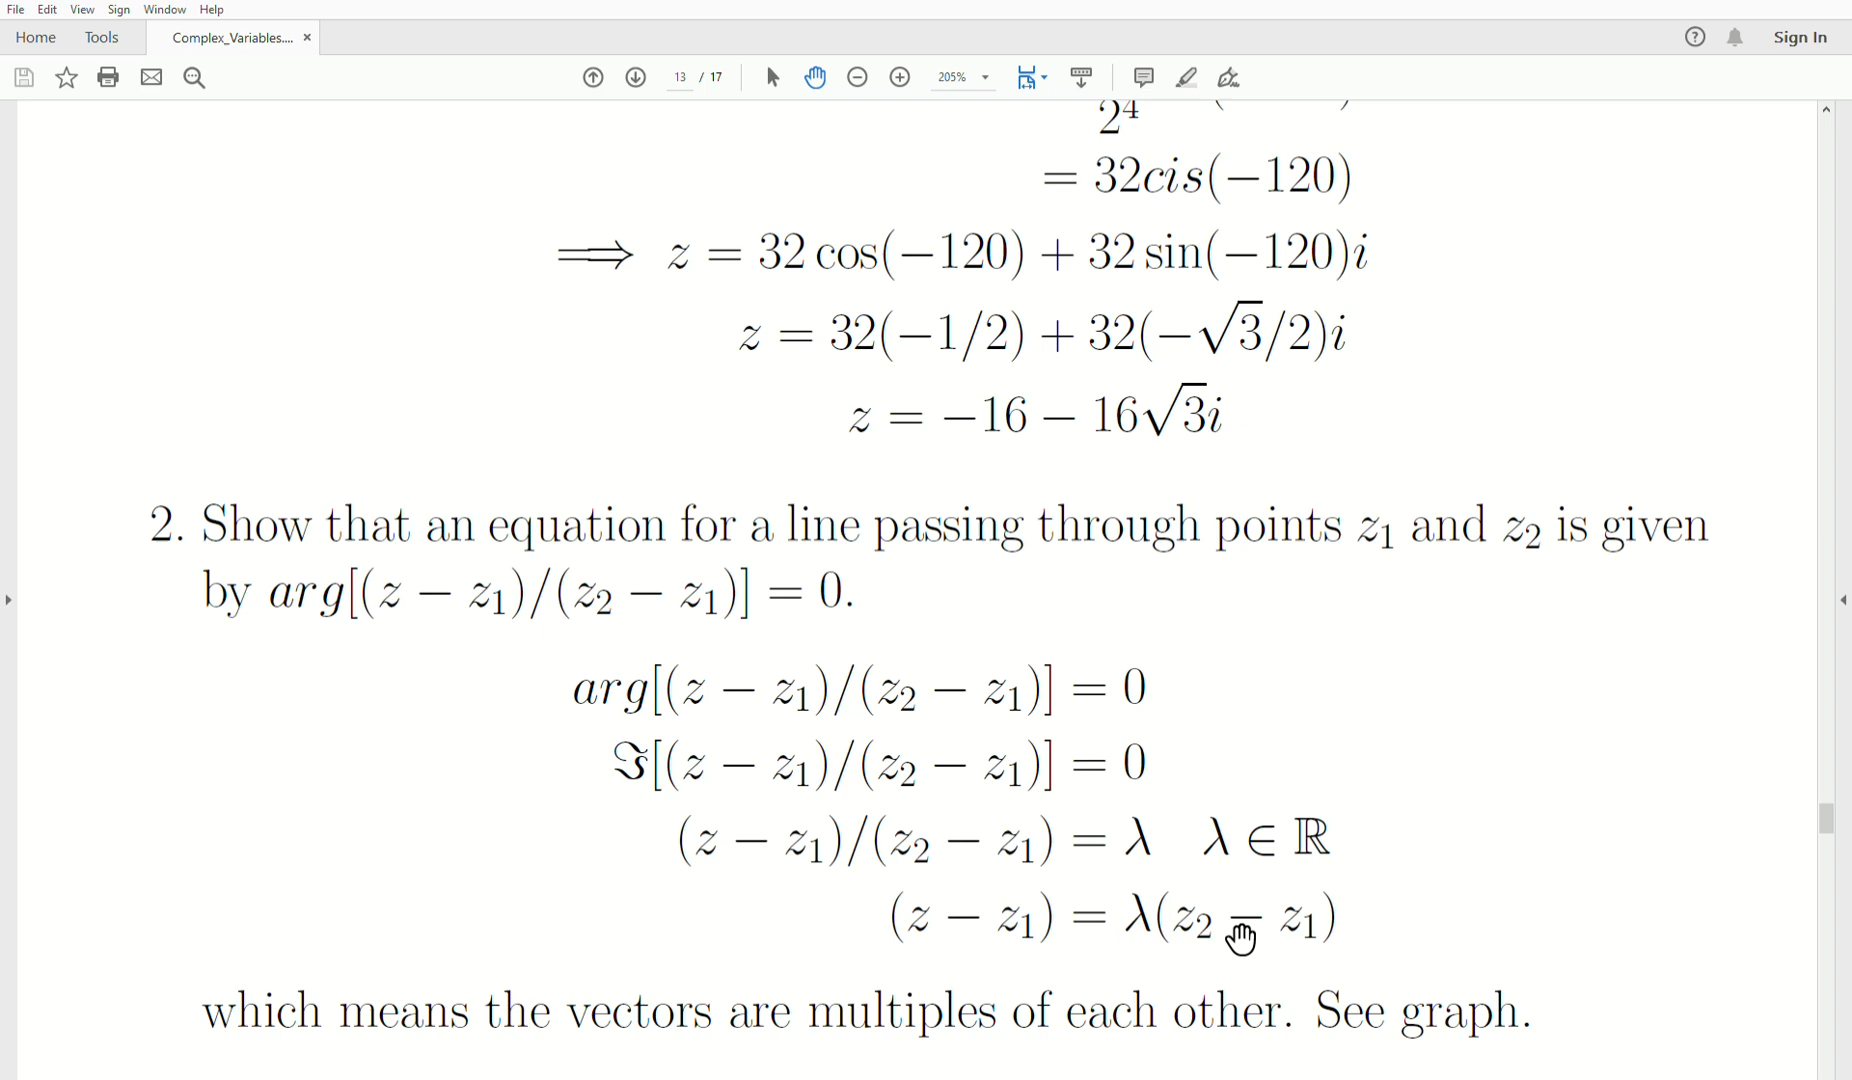 File Edit View Sign Window Help
Home Tools Complex_Variables.... × ? Sign In
13 / 17 205%
2⁴
= 32cis(−120)
⟹ z = 32 cos(−120) + 32 sin(−120)i
z = 32(−1/2) + 32(−√3/2)i
z = −16 − 16√3i
2. Show that an equation for a line passing through points z₁ and z₂ is given
by arg[(z − z₁)/(z₂ − z₁)] = 0.
arg[(z − z₁)/(z₂ − z₁)] = 0
ℑ[(z − z₁)/(z₂ − z₁)] = 0
(z − z₁)/(z₂ − z₁) = λ λ ∈ ℝ
(z − z₁) = λ(z₂ − z₁)
which means the vectors are multiples of each other. See graph.